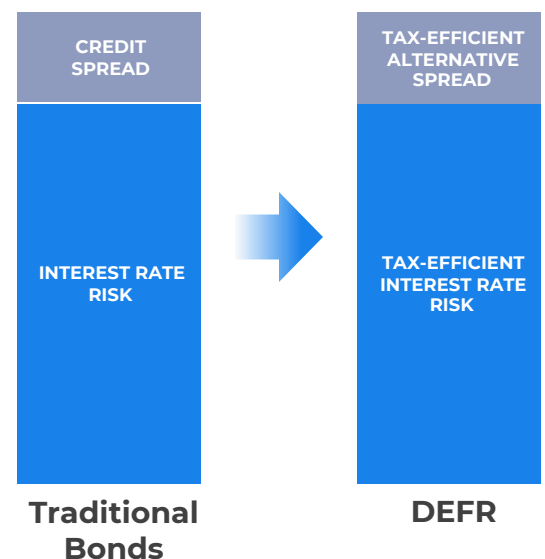 CREDIT
SPREAD
TAX-EFFICIENT
ALTERNATIVE
SPREAD
INTEREST RATE
RISK
TAX-EFFICIENT
INTEREST RATE
RISK
Traditional
Bonds
DEFR